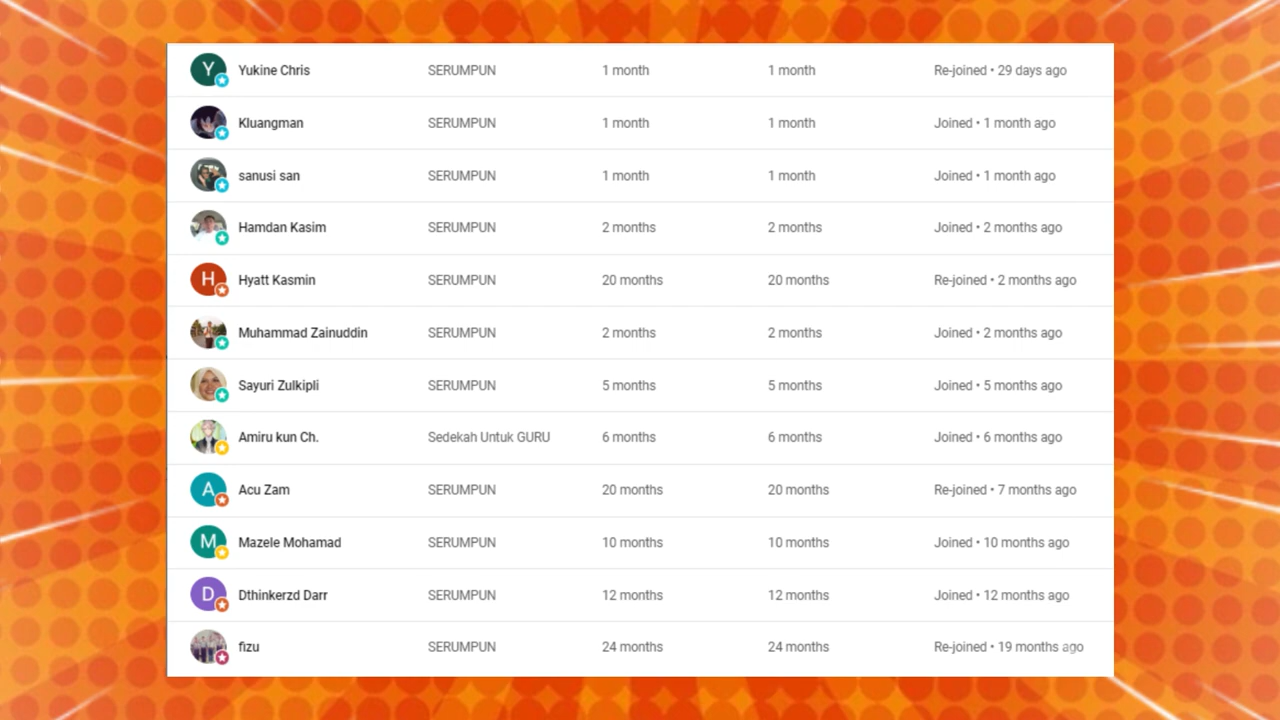 Y Yukine Chris SERUMPUN 1 month 1 month Re-joined • 29 days ago
Kluangman SERUMPUN 1 month 1 month Joined • 1 month ago
sanusi san SERUMPUN 1 month 1 month Joined • 1 month ago
Hamdan Kasim SERUMPUN 2 months 2 months Joined • 2 months ago
H Hyatt Kasmin SERUMPUN 20 months 20 months Re-joined • 2 months ago
Muhammad Zainuddin SERUMPUN 2 months 2 months Joined • 2 months ago
Sayuri Zulkipli SERUMPUN 5 months 5 months Joined • 5 months ago
Amiru kun Ch. Sedekah Untuk GURU 6 months 6 months Joined • 6 months ago
A Acu Zam SERUMPUN 20 months 20 months Re-joined • 7 months ago
M Mazele Mohamad SERUMPUN 10 months 10 months Joined • 10 months ago
D Dthinkerzd Darr SERUMPUN 12 months 12 months Joined • 12 months ago
fizu SERUMPUN 24 months 24 months Re-joined • 19 months ago